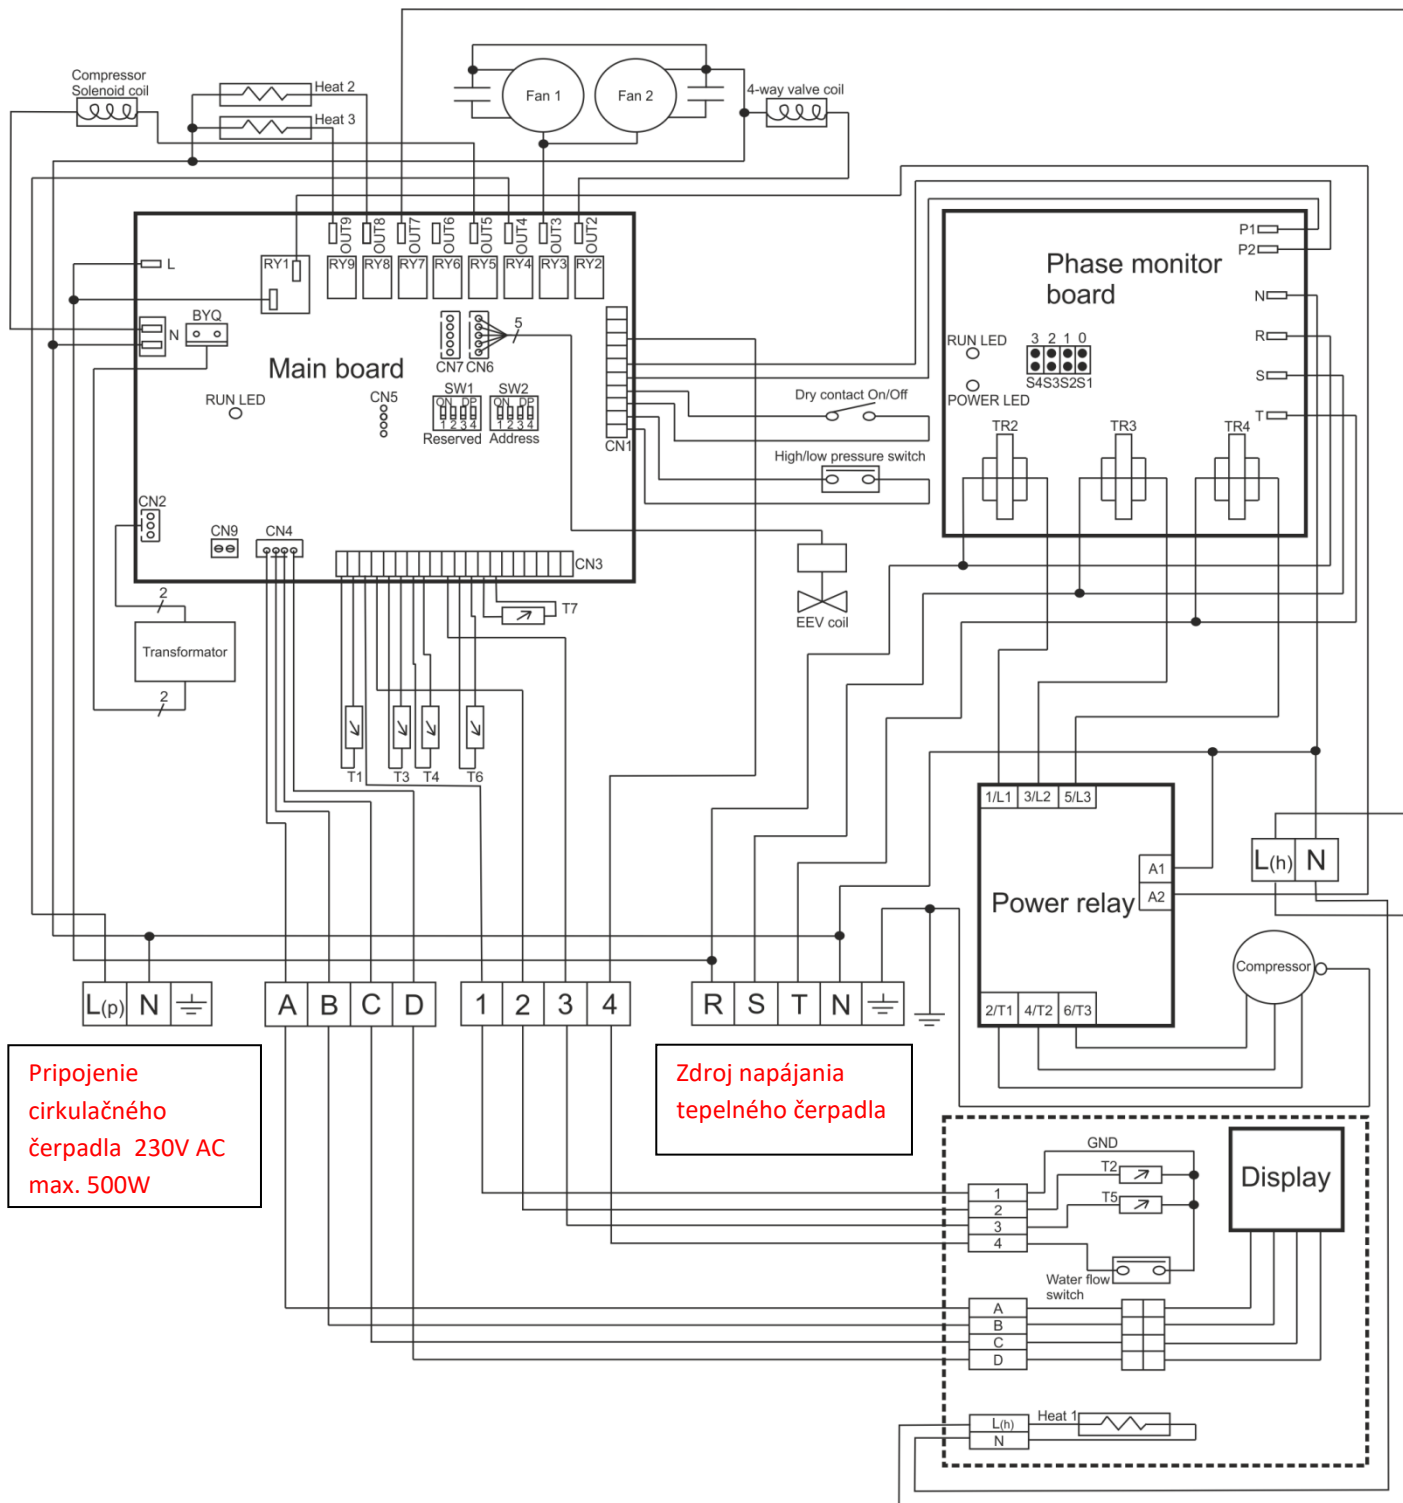 Compressor
Solenoid coil
Heat 2
Heat 3
Fan 1
Fan 2
4-way valve coil
OUT9
OUT8
OUT7
OUT6
OUT5
OUT4
OUT3
OUT2
RY1
RY9
RY8
RY7
RY6
RY5
RY4
RY3
RY2
L
N
BYQ
Main board
RUN LED
CN7
CN6
5
CN5
SW1
ON DP
1 2 3 4
Reserved
SW2
ON DP
1 2 3 4
Address
CN1
CN2
CN9
CN4
CN3
Phase monitor
board
P1
P2
N
R
S
T
RUN LED
POWER LED
3 2 1 0
S4S3S2S1
TR2
TR3
TR4
Dry contact On/Off
High/low pressure switch
EEV coil
2
Transformator
2
T7
T1
T3
T4
T6
1/L1
3/L2
5/L3
A1
A2
Power relay
2/T1
4/T2
6/T3
L(h)
N
Compressor
L(p)
N
A
B
C
D
1
2
3
4
R
S
T
N
Pripojenie
cirkulačného
čerpadla 230V AC
max. 500W
Zdroj napájania
tepelného čerpadla
GND
T2
T5
1
2
3
4
Water flow
switch
Display
A
B
C
D
L(h)
N
Heat 1